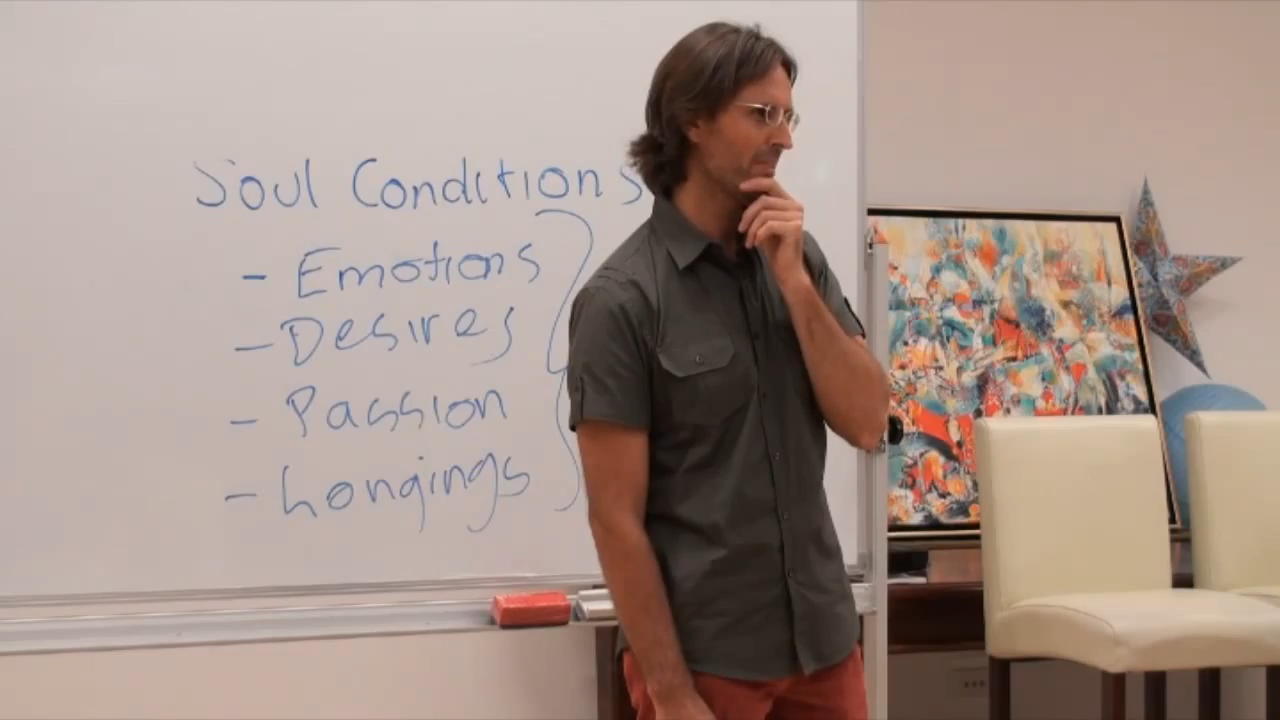 Soul Conditions
- Emotions
- Desires
- Passion
- Longings